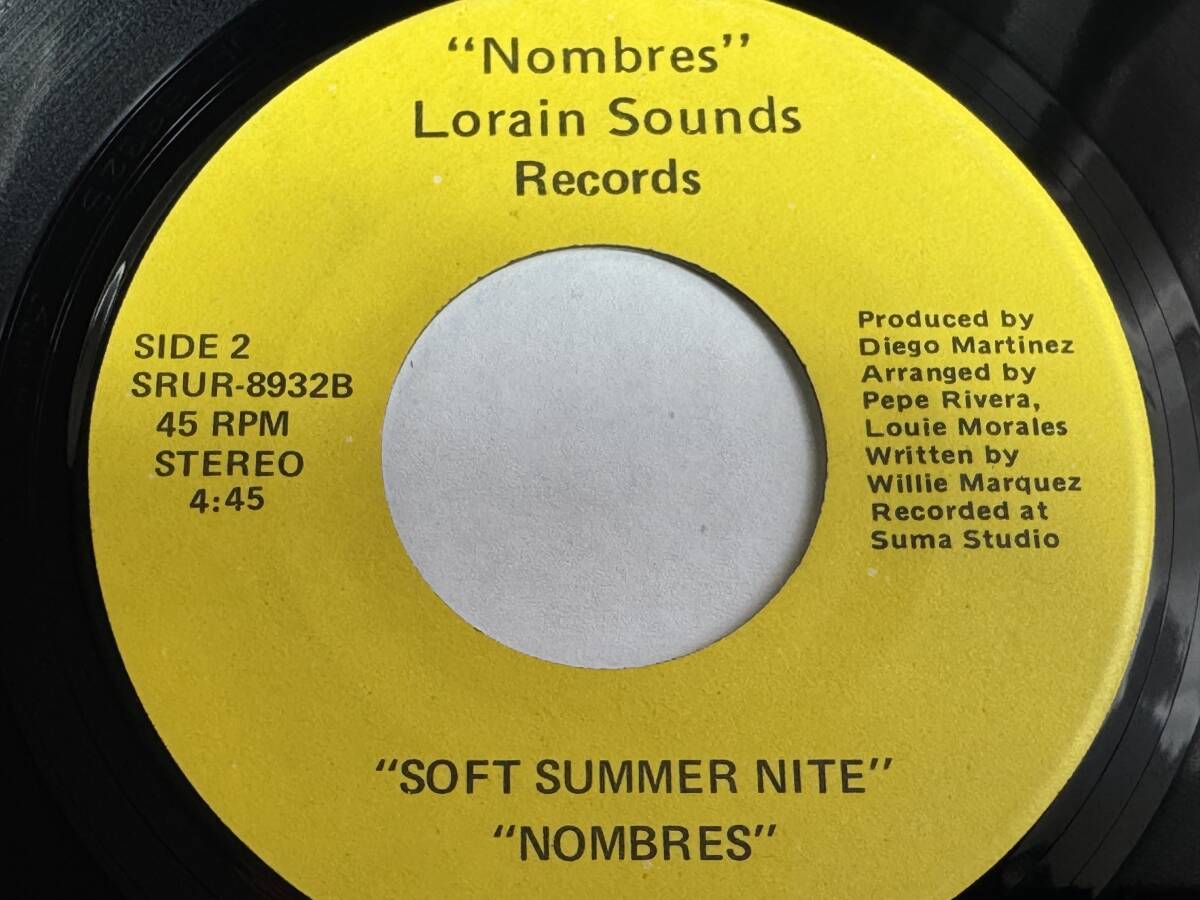 “Nombres”
Lorain Sounds
Records
SIDE 2
SRUR-8932B
45 RPM
STEREO
4:45
Produced by
Diego Martinez
Arranged by
Pepe Rivera,
Louie Morales
Written by
Willie Marquez
Recorded at
Suma Studio
“SOFT SUMMER NITE”
“NOMBRES”